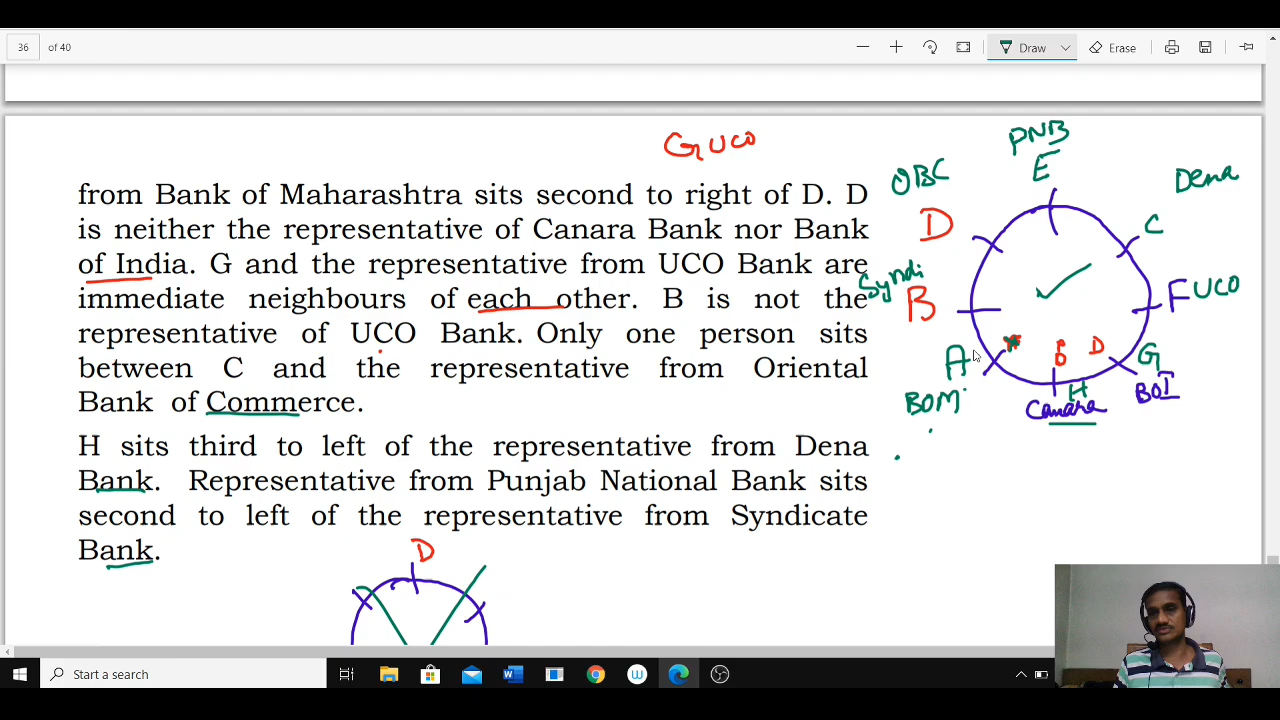 36 of 40
Draw
Erase
G UCO
from Bank of Maharashtra sits second to right of D. D
is neither the representative of Canara Bank nor Bank
of India. G and the representative from UCO Bank are
immediate neighbours of each other. B is not the
representative of UCO Bank. Only one person sits
between C and the representative from Oriental
Bank of Commerce.
H sits third to left of the representative from Dena
Bank. Representative from Punjab National Bank sits
second to left of the representative from Syndicate
Bank.
D
PNB
E
OBC
D
Dena
C
Syndi
B
F UCO
A
BOM
D
G
BOI
H
Canara
Start a search